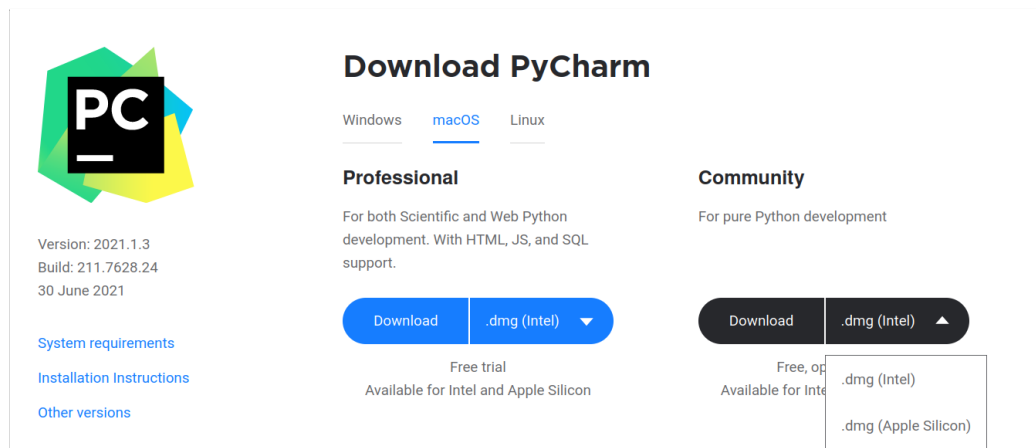 PC
Download PyCharm
Windows macOS Linux
Professional
For both Scientific and Web Python
development. With HTML, JS, and SQL
support.
Download .dmg (Intel)
Free trial
Available for Intel and Apple Silicon
Community
For pure Python development
Download .dmg (Intel)
Free,
Available for
.dmg (Intel)
.dmg (Apple Silicon)
Version: 2021.1.3
Build: 211.7628.24
30 June 2021
System requirements
Installation Instructions
Other versions